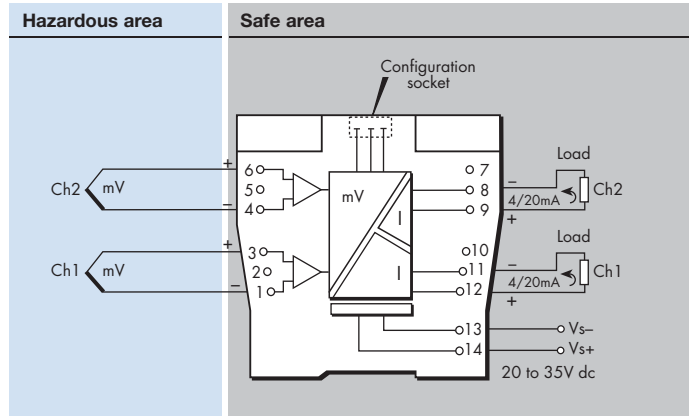 Hazardous area
Safe area
Configuration
socket
Load
+
6
7
–
Ch2
mV
5
mV
8
Ch2
4
9
4/20mA
–
I
+
Load
+
3
10
–
Ch1
mV
2
11
Ch1
1
I
12
4/20mA
–
+
13
Vs–
14
Vs+
20 to 35V dc